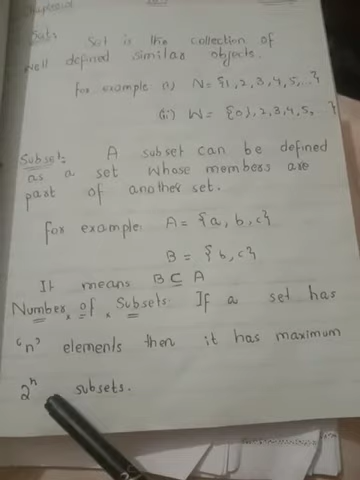 Set: Set is the collection of
well defined similar objects.
for example i) N = {1, 2, 3, 4, 5, ...}
(ii) W = {0, 1, 2, 3, 4, 5, ... }
Subset: A subset can be defined
as a set whose members are
part of another set.
for example: A = {a, b, c}
B = {b, c}
It means B ⊆ A
Number of Subsets: If a set has
'n' elements then it has maximum
2ⁿ subsets.